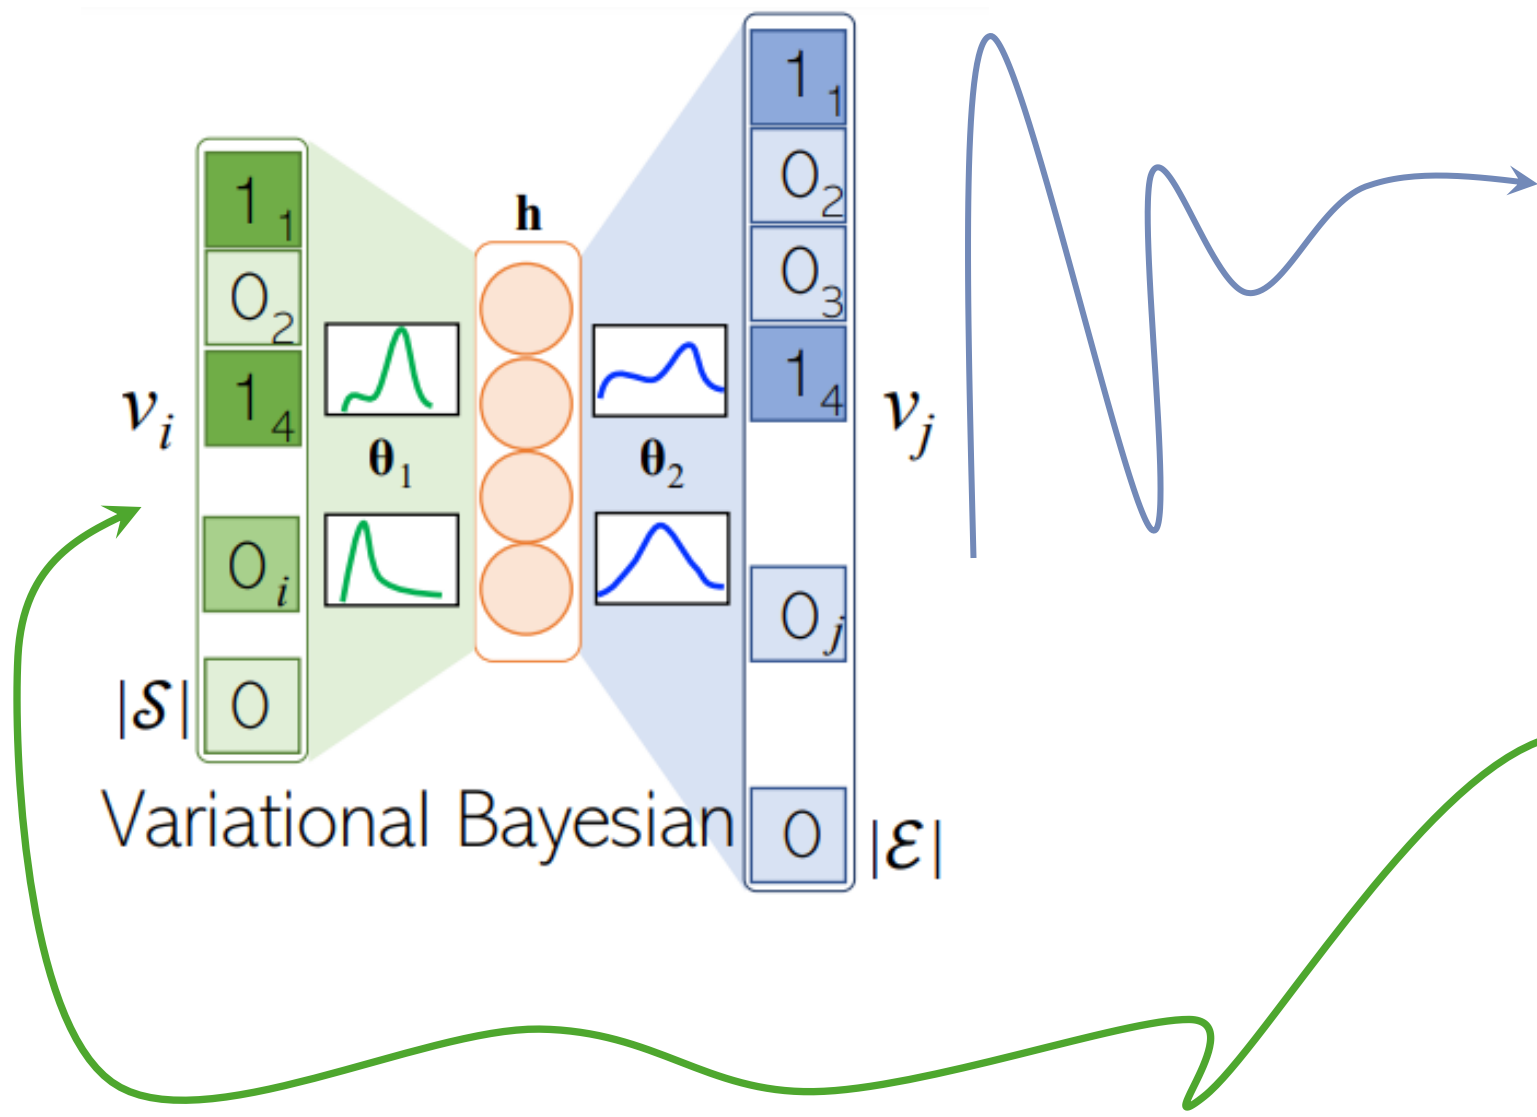 1 1
0 2
1 4
v i
0 i
|𝒮| 0
θ 1
h
θ 2
1 1
0 2
0 3
1 4
v j
0 j
0 |ℰ|
Variational Bayesian